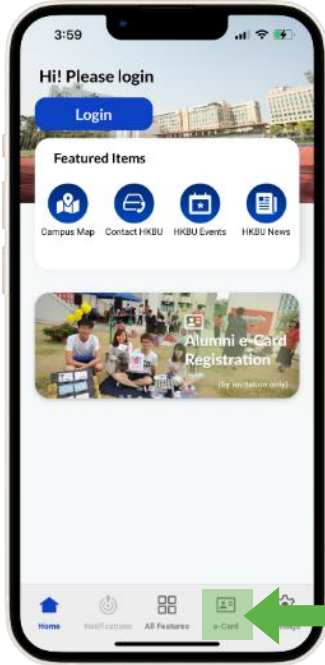 3:59
Hi! Please login
Login
Featured Items
Campus Map Contact HKBU HKBU Events HKBU News
Alumni e-Card
Registration
(by invitation only)
Home Notifications All Features e-Card